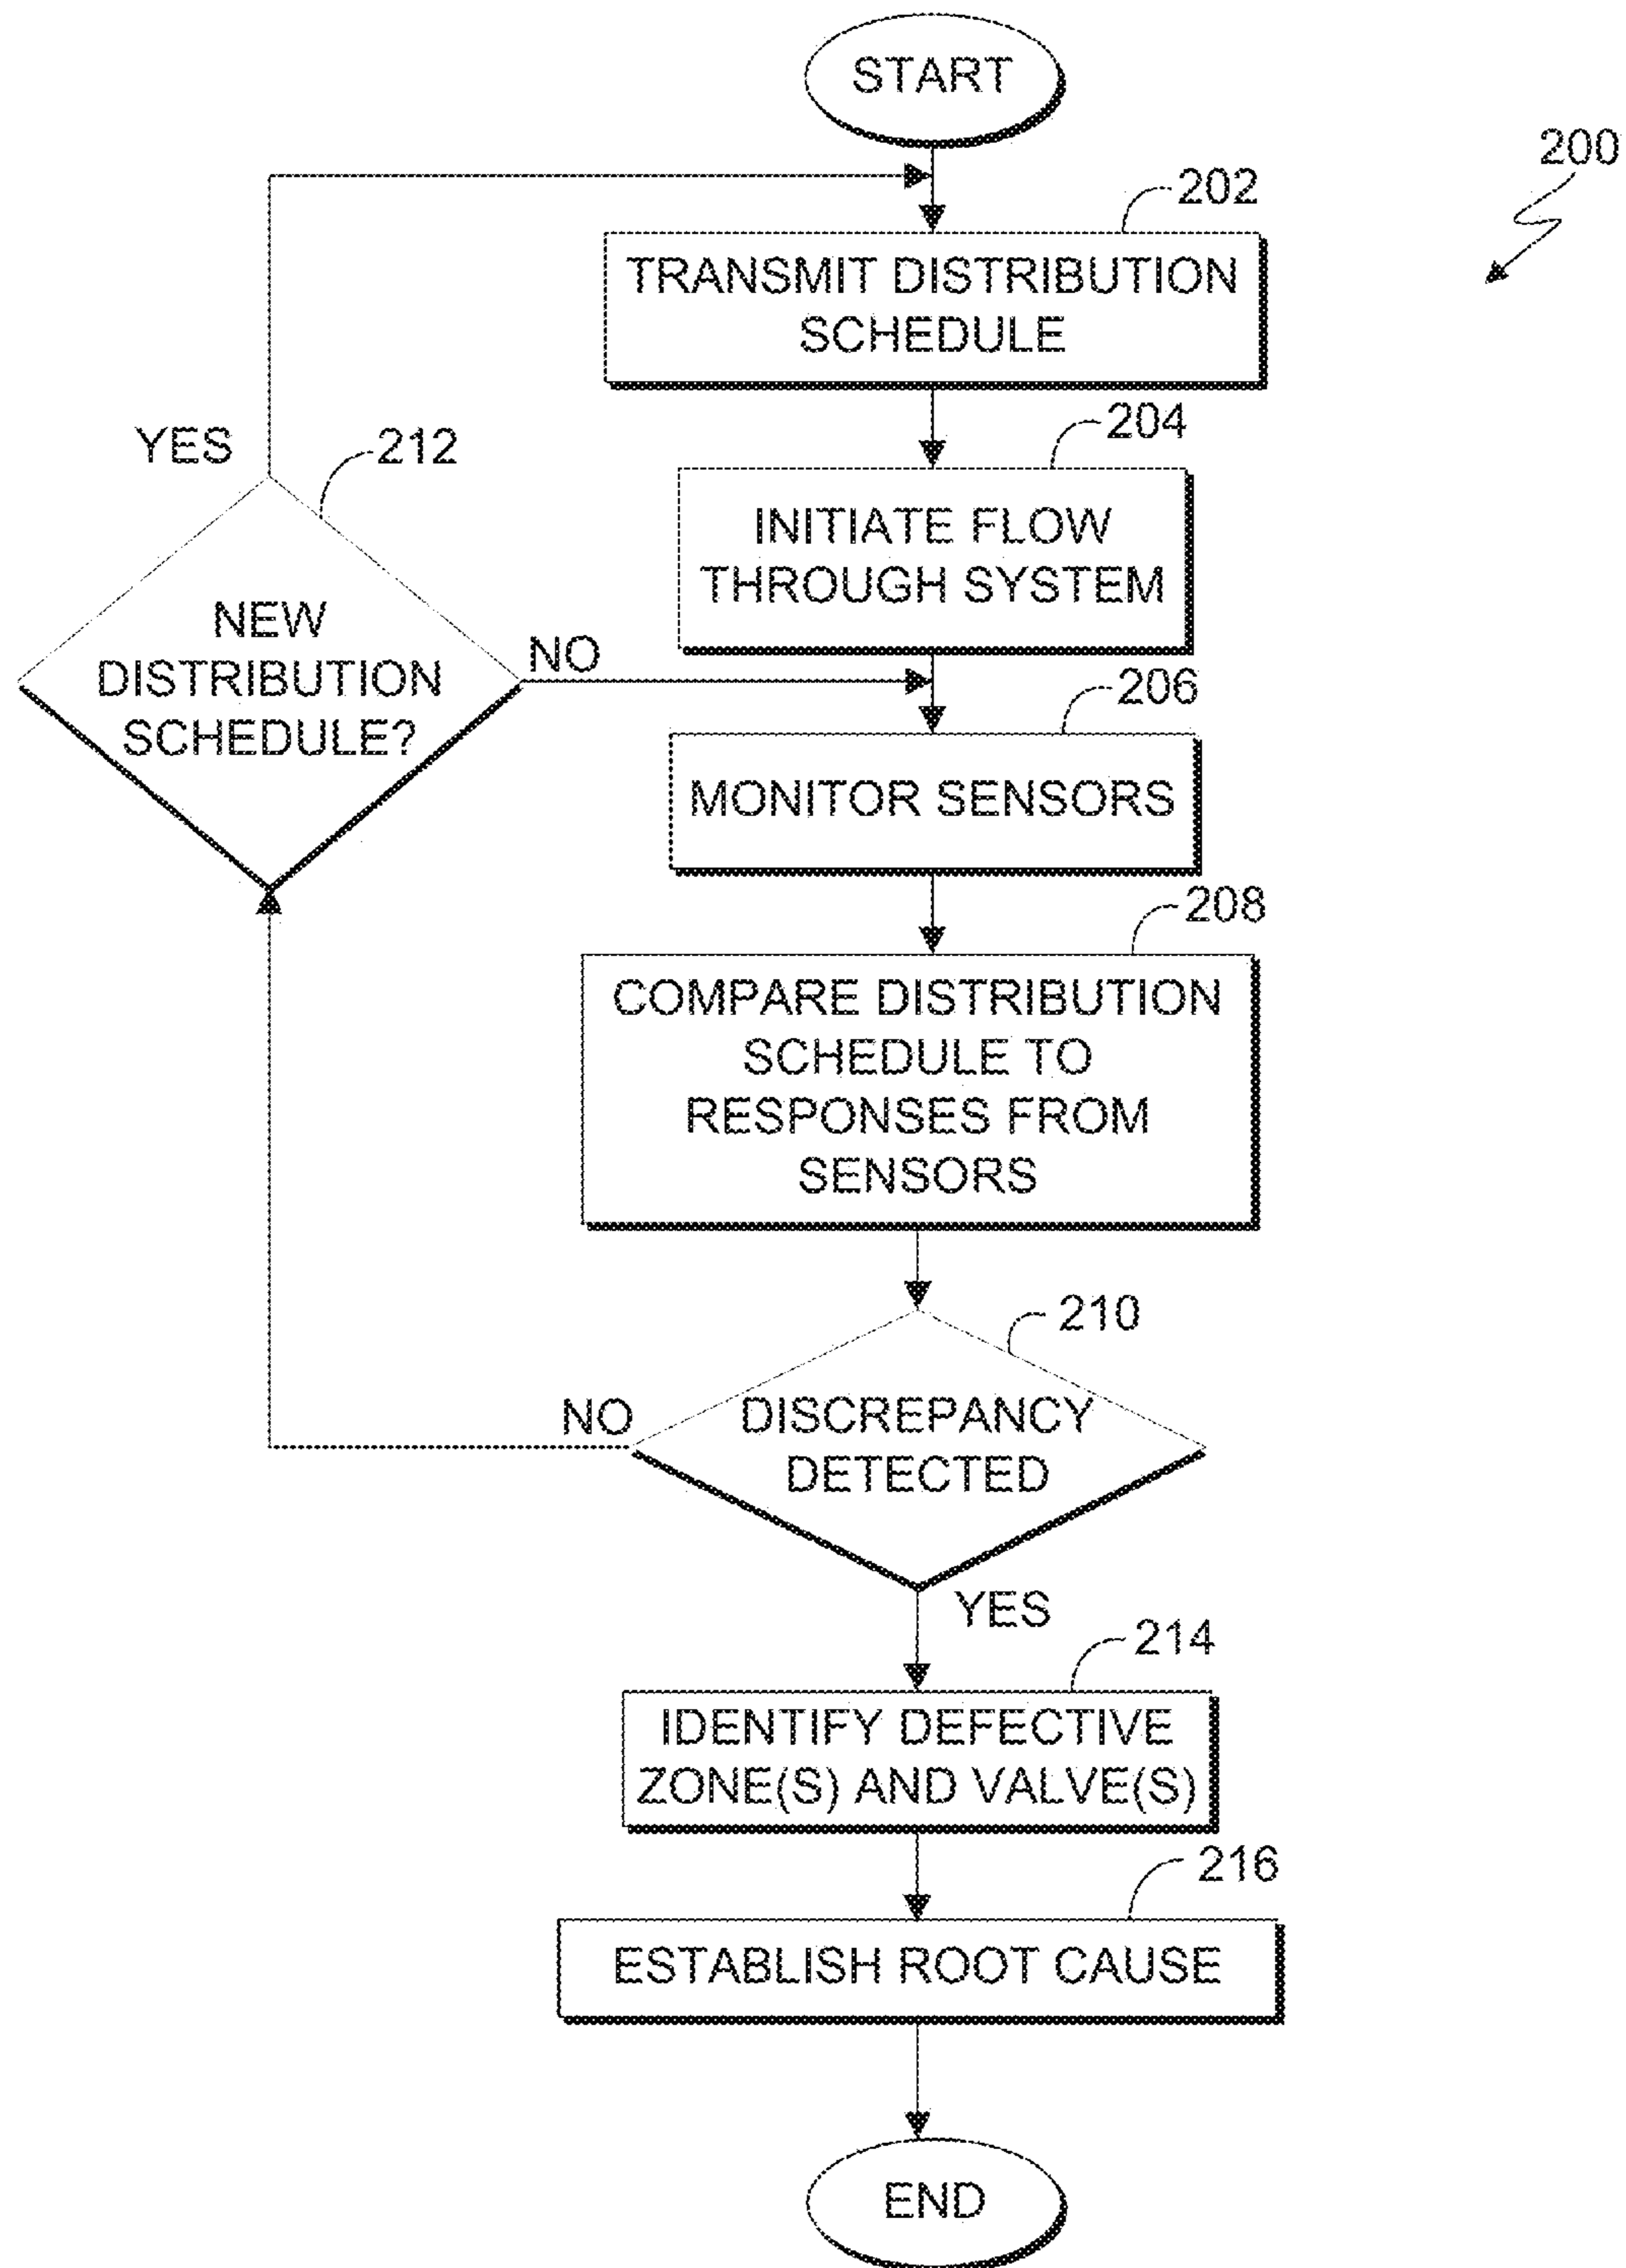 START
200
202
TRANSMIT DISTRIBUTION
SCHEDULE
204
YES
212
INITIATE FLOW
THROUGH SYSTEM
NEW
DISTRIBUTION
SCHEDULE?
NO
206
MONITOR SENSORS
208
COMPARE DISTRIBUTION
SCHEDULE TO
RESPONSES FROM
SENSORS
210
NO
DISCREPANCY
DETECTED
YES
214
IDENTIFY DEFECTIVE
ZONE(S) AND VALVE(S)
216
ESTABLISH ROOT CAUSE
END